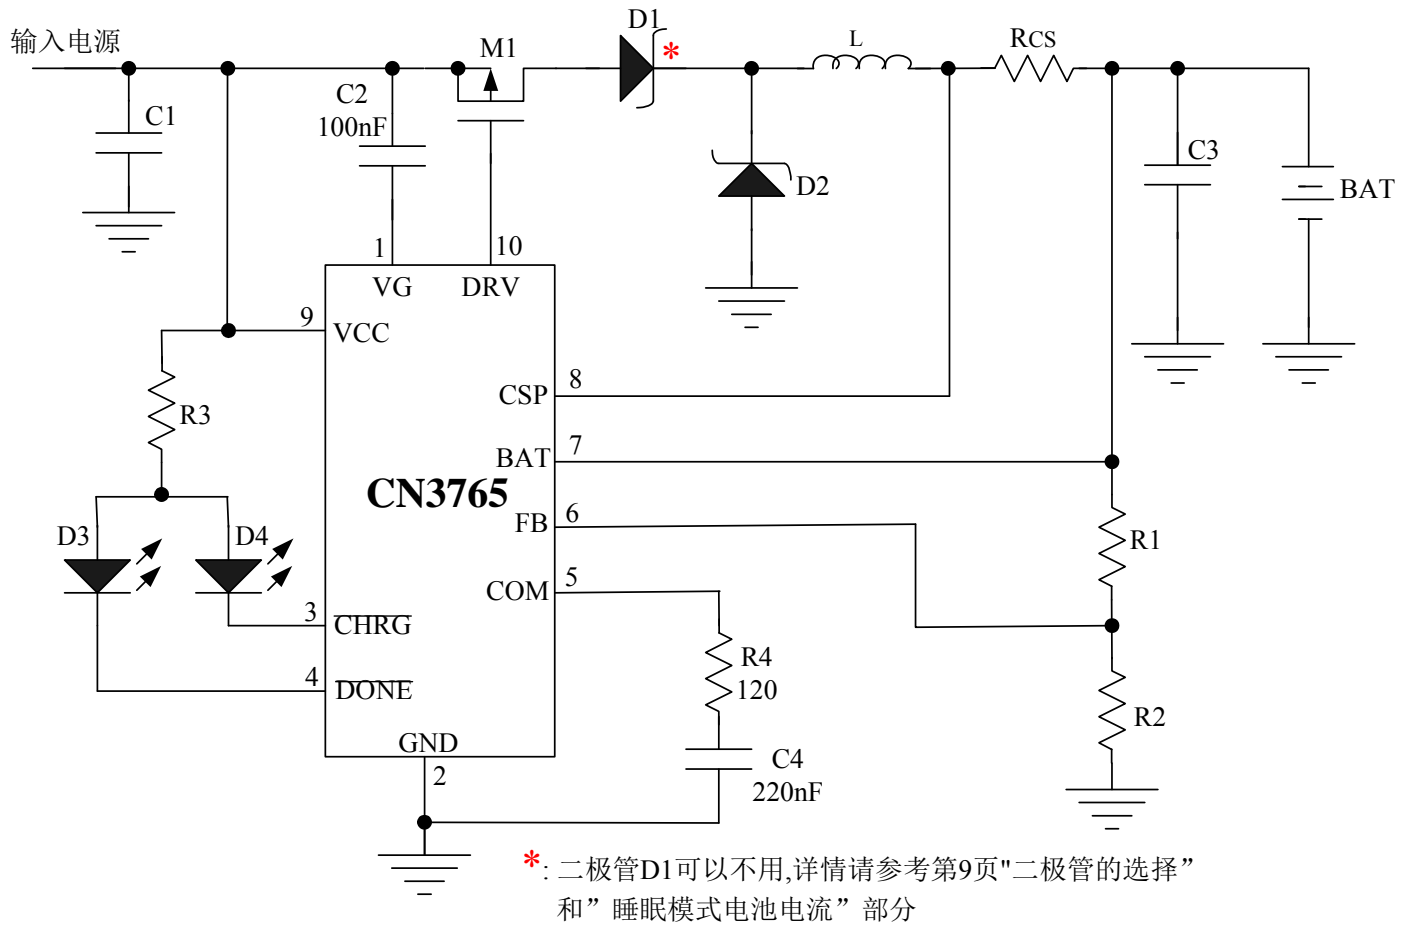 输入电源
D1
*
L
RCS
M1
C2
100nF
C1
C3
D2
BAT
1
10
VG
DRV
9
VCC
R3
8
CSP
7
BAT
CN3765
6
FB
D3
D4
R1
5
COM
3
CHRG
R4
120
4
DONE
R2
GND
2
C4
220nF
*: 二极管D1可以不用,详情请参考第9页"二极管的选择”
和”睡眠模式电池电流”部分